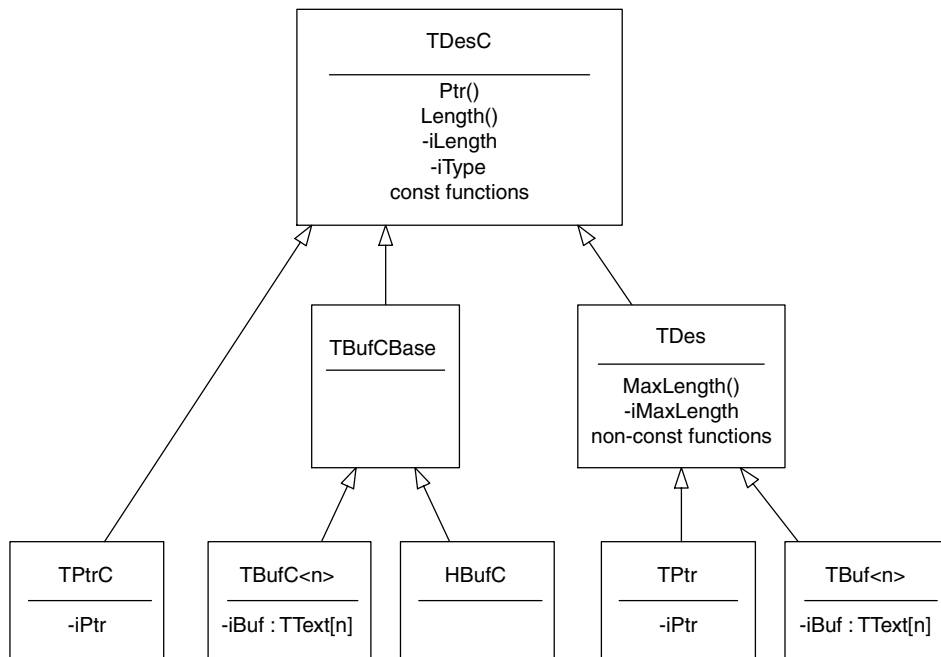 TDesC
Ptr()
Length()
-iLength
-iType
const functions
TBufCBase
TDes
MaxLength()
-iMaxLength
non-const functions
TPtrC
-iPtr
TBufC<n>
-iBuf : TText[n]
HBufC
TPtr
-iPtr
TBuf<n>
-iBuf : TText[n]